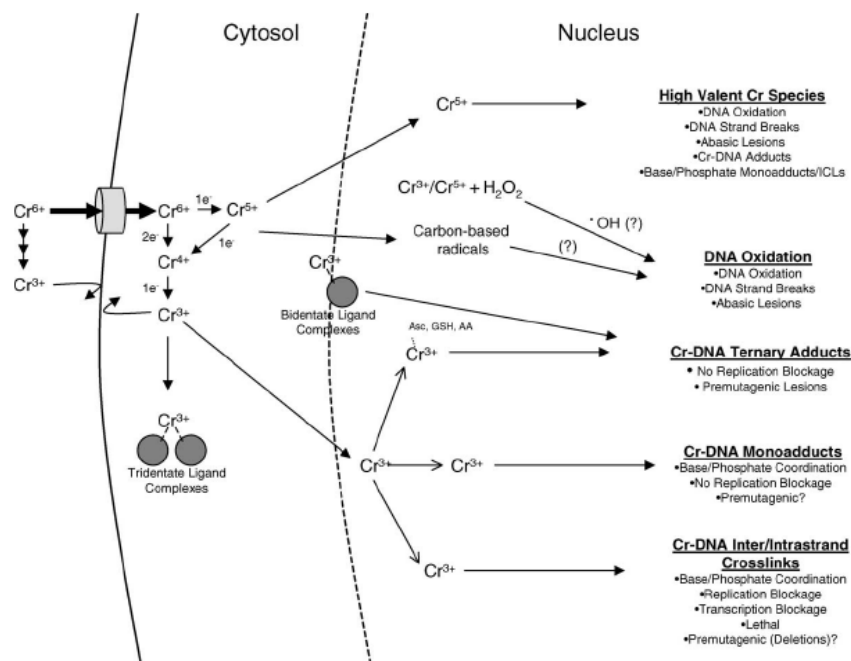 Cytosol
Nucleus
Cr5+
High Valent Cr Species
•DNA Oxidation
•DNA Strand Breaks
•Abasic Lesions
•Cr-DNA Adducts
•Base/Phosphate Monoadducts/ICLs
Cr3+/Cr5+ + H2O2
Cr6+
Cr6+
1e-
Cr5+
2e-
1e-
Carbon-based
radicals
•OH (?)
(?)
DNA Oxidation
•DNA Oxidation
•DNA Strand Breaks
•Abasic Lesions
Cr3+
Cr4+
1e-
Cr3+
Cr3+
Bidentate Ligand
Complexes
Asc, GSH, AA
Cr3+
Cr-DNA Ternary Adducts
• No Replication Blockage
• Premutagenic Lesions
Cr3+
Tridentate Ligand
Complexes
Cr3+
Cr3+
Cr-DNA Monoadducts
•Base/Phosphate Coordination
•No Replication Blockage
•Premutagenic?
Cr3+
Cr-DNA Inter/Intrastrand
Crosslinks
•Base/Phosphate Coordination
•Replication Blockage
•Transcription Blockage
•Lethal
•Premutagenic (Deletions)?